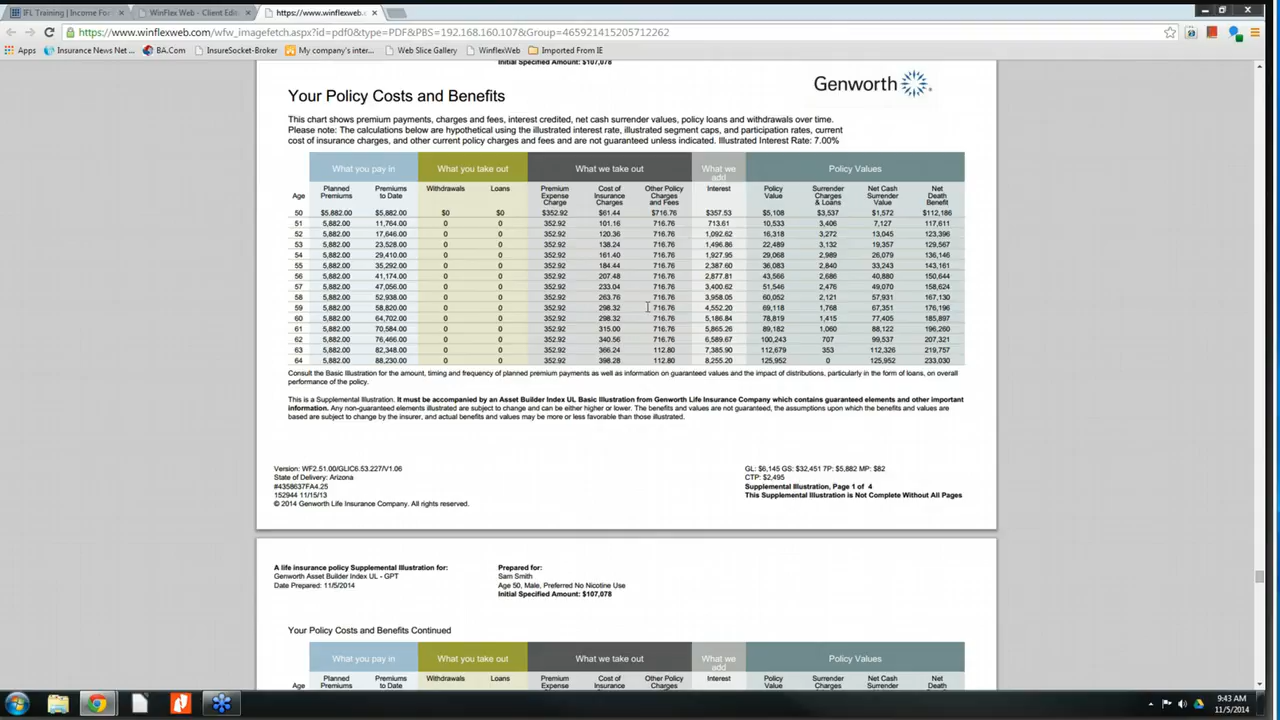 IFL Training | Income For
WinFlex Web - Client Edit
https://www.winflexweb.c
https://www.winflexweb.com/wfw_imagefetch.aspx?id=pdf0&type=PDF&PBS=192.168.160.107&Group=465921415205712262
Apps Insurance News Net ... BA.Com InsureSocket-Broker My company's inter... Web Slice Gallery WinflexWeb Imported From IE
Initial Specified Amount: $107,078
Your Policy Costs and Benefits
Genworth
This chart shows premium payments, charges and fees, interest credited, net cash surrender values, policy loans and withdrawals over time.
Please note: The calculations below are hypothetical using the illustrated interest rate, illustrated segment caps, and participation rates, current
cost of insurance charges, and other current policy charges and fees and are not guaranteed unless indicated. Illustrated Interest Rate: 7.00%
What you pay in What you take out What we take out What we add Policy Values
Age Planned Premiums Premiums to Date Withdrawals Loans Premium Expense Charge Cost of Insurance Charges Other Policy Charges and Fees Interest Policy Value Surrender Charges & Loans Net Cash Surrender Value Net Death Benefit
50 $5,882.00 $5,882.00 $0 $0 $352.92 $61.44 $716.76 $357.53 $5,108 $3,537 $1,572 $112,186
51 5,882.00 11,764.00 0 0 352.92 101.16 716.76 713.61 10,533 3,406 7,127 117,611
52 5,882.00 17,646.00 0 0 352.92 120.36 716.76 1,092.62 16,318 3,272 13,045 123,396
53 5,882.00 23,528.00 0 0 352.92 138.24 716.76 1,496.86 22,489 3,132 19,357 129,567
54 5,882.00 29,410.00 0 0 352.92 161.40 716.76 1,927.95 29,068 2,989 26,079 136,146
55 5,882.00 35,292.00 0 0 352.92 184.44 716.76 2,387.60 36,083 2,840 33,243 143,161
56 5,882.00 41,174.00 0 0 352.92 207.48 716.76 2,877.81 43,566 2,686 40,880 150,644
57 5,882.00 47,056.00 0 0 352.92 233.04 716.76 3,400.62 51,546 2,476 49,070 158,624
58 5,882.00 52,938.00 0 0 352.92 263.76 716.76 3,958.05 60,052 2,121 57,931 167,130
59 5,882.00 58,820.00 0 0 352.92 298.32 716.76 4,552.20 69,118 1,768 67,351 176,196
60 5,882.00 64,702.00 0 0 352.92 298.32 716.76 5,186.84 78,819 1,415 77,405 185,897
61 5,882.00 70,584.00 0 0 352.92 315.00 716.76 5,865.26 89,182 1,060 88,122 196,260
62 5,882.00 76,466.00 0 0 352.92 340.56 716.76 6,589.67 100,243 707 99,537 207,321
63 5,882.00 82,348.00 0 0 352.92 366.24 112.80 7,385.90 112,679 353 112,326 219,757
64 5,882.00 88,230.00 0 0 352.92 398.28 112.80 8,255.20 125,952 0 125,952 233,030
Consult the Basic Illustration for the amount, timing and frequency of planned premium payments as well as information on guaranteed values and the impact of distributions, particularly in the form of loans, on overall
performance of the policy.
This is a Supplemental Illustration. It must be accompanied by an Asset Builder Index UL Basic Illustration from Genworth Life Insurance Company which contains guaranteed elements and other important
information. Any non-guaranteed elements illustrated are subject to change and can be either higher or lower. The benefits and values are not guaranteed, the assumptions upon which the benefits and values are
based are subject to change by the insurer, and actual benefits and values may be more or less favorable than those illustrated.
Version: WF2.51.00/GLIC6.53.227/V1.06
State of Delivery: Arizona
#4358637FA4.25
152944 11/15/13
© 2014 Genworth Life Insurance Company. All rights reserved.
GL: $6,145 GS: $32,451 7P: $5,882 MP: $82
CTP: $2,495
Supplemental Illustration, Page 1 of 4
This Supplemental Illustration is Not Complete Without All Pages
A life insurance policy Supplemental Illustration for:
Genworth Asset Builder Index UL - GPT
Date Prepared: 11/5/2014
Prepared for:
Sam Smith
Age 50, Male, Preferred No Nicotine Use
Initial Specified Amount: $107,078
Your Policy Costs and Benefits Continued
What you pay in What you take out What we take out What we add Policy Values
Age Planned Premiums Premiums to Date Withdrawals Loans Premium Expense Cost of Insurance Other Policy Charges Interest Policy Value Surrender Charges Net Cash Surrender Net Death
9:43 AM
11/5/2014